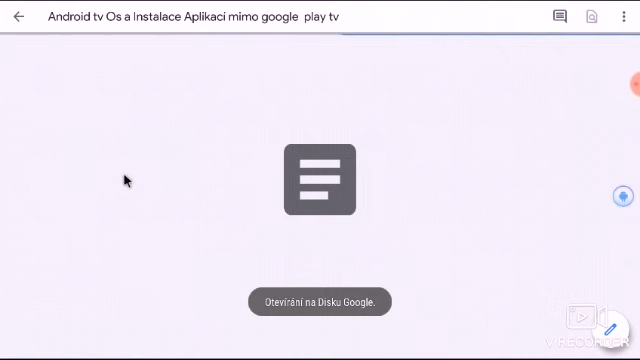 Android tv Os a Instalace Aplikací mimo google play tv
Otevírání na Disku Google.
V RECORDER